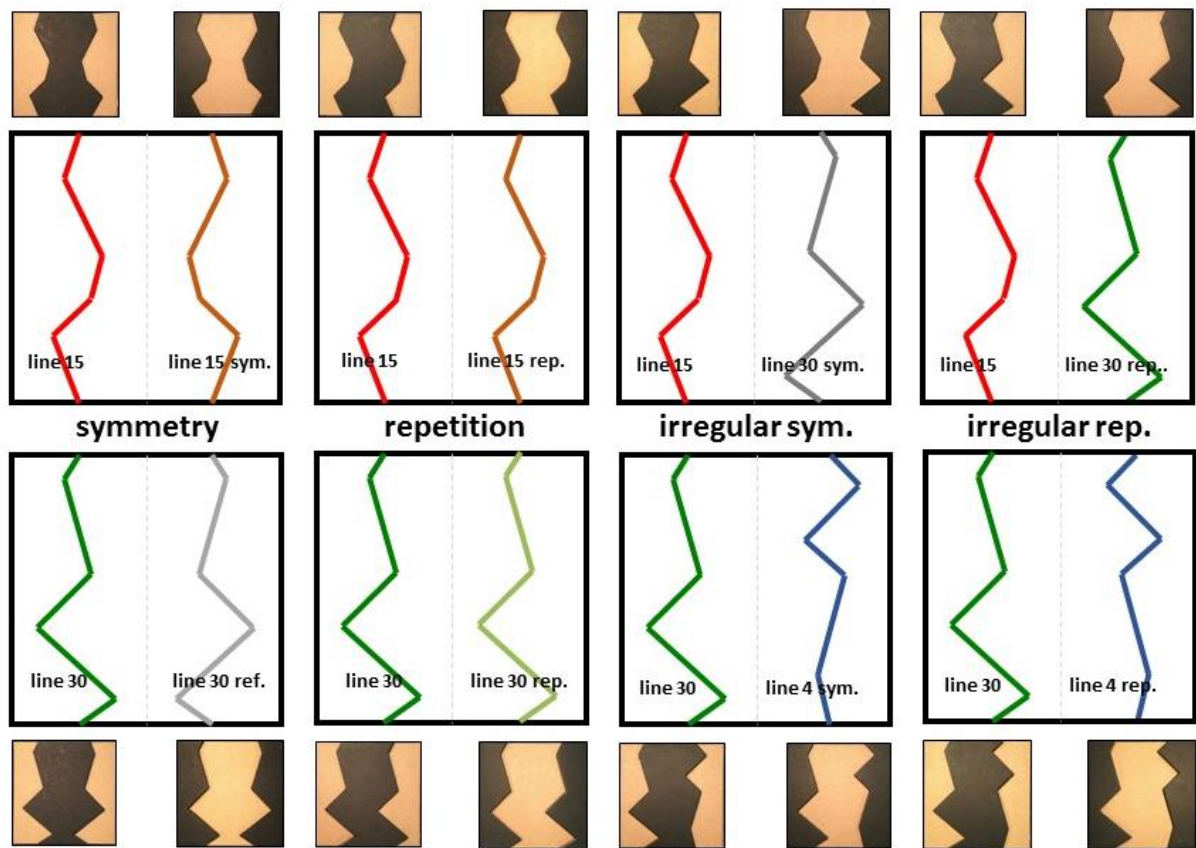 line 15 line 15 sym. line 15 line 15 rep. line 15 line 30 sym. line 15 line 30 rep..
symmetry repetition irregular sym. irregular rep.
line 30 line 30 ref. line 30 line 30 rep. line 30 line 4 sym. line 30 line 4 rep.